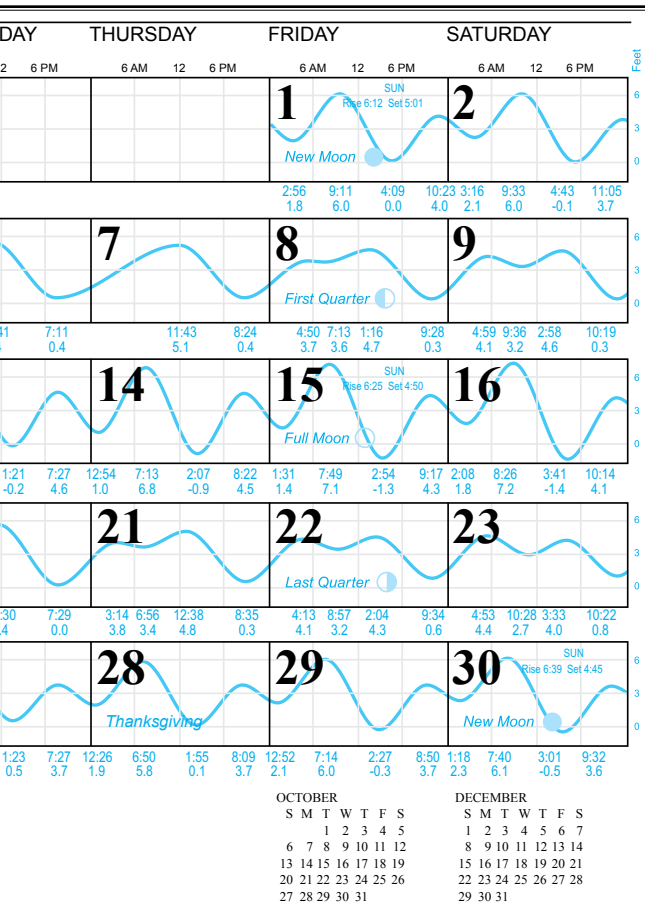 DAY THURSDAY FRIDAY SATURDAY
2 6 PM 6 AM 12 6 PM 6 AM 12 6 PM 6 AM 12 6 PM Feet
1 SUN 2 6
Rise 6:12 Set 5:01
3
New Moon 0
2:56 9:11 4:09 10:23 3:16 9:33 4:43 11:05
1.8 6.0 0.0 4.0 2.1 6.0 -0.1 3.7
7 8 9 6
3
First Quarter 0
41 7:11 11:43 8:24 4:50 7:13 1:16 9:28 4:59 9:36 2:58 10:19
0.4 5.1 0.4 3.7 3.6 4.7 0.3 4.1 3.2 4.6 0.3
14 15 SUN 16 6
Rise 6:25 Set 4:50
3
Full Moon 0
1:21 7:27 12:54 7:13 2:07 8:22 1:31 7:49 2:54 9:17 2:08 8:26 3:41 10:14
-0.2 4.6 1.0 6.8 -0.9 4.5 1.4 7.1 -1.3 4.3 1.8 7.2 -1.4 4.1
21 22 23 6
3
Last Quarter 0
:30 7:29 3:14 6:56 12:38 8:35 4:13 8:57 2:04 9:34 4:53 10:28 3:33 10:22
.4 0.0 3.8 3.4 4.8 0.3 4.1 3.2 4.3 0.6 4.4 2.7 4.0 0.8
28 29 30 SUN 6
Rise 6:39 Set 4:45
3
Thanksgiving New Moon 0
1:23 7:27 12:26 6:50 1:55 8:09 12:52 7:14 2:27 8:50 1:18 7:40 3:01 9:32
0.5 3.7 1.9 5.8 0.1 3.7 2.1 6.0 -0.3 3.7 2.3 6.1 -0.5 3.6
OCTOBER
S M T W T F S
1 2 3 4 5
6 7 8 9 10 11 12
13 14 15 16 17 18 19
20 21 22 23 24 25 26
27 28 29 30 31
DECEMBER
S M T W T F S
1 2 3 4 5 6 7
8 9 10 11 12 13 14
15 16 17 18 19 20 21
22 23 24 25 26 27 28
29 30 31